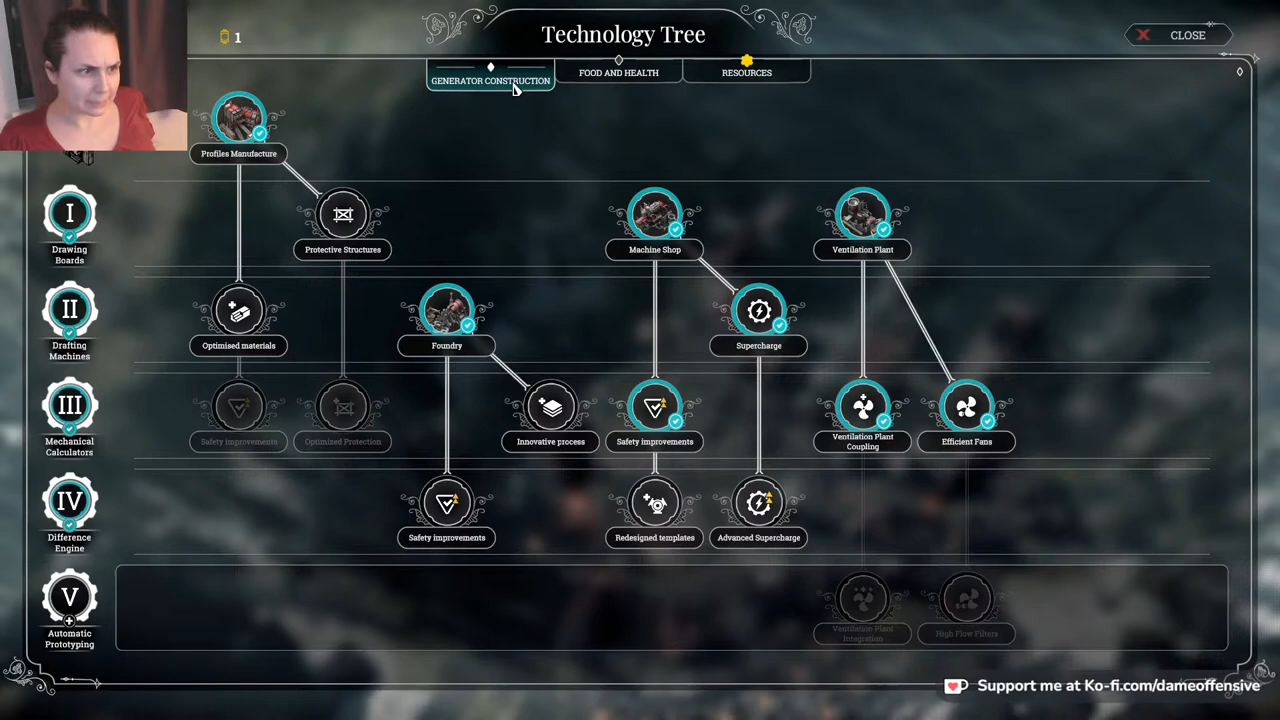 Technology Tree
1
CLOSE
GENERATOR CONSTRUCTION
FOOD AND HEALTH
RESOURCES
Profiles Manufacture
I
Drawing
Boards
Protective Structures
Machine Shop
Ventilation Plant
II
Drafting
Machines
Optimised materials
Foundry
Supercharge
III
Mechanical
Calculators
Safety improvements
Optimized Protection
Innovative process
Safety improvements
Ventilation Plant
Coupling
Efficient Fans
IV
Difference
Engine
Safety improvements
Redesigned templates
Advanced Supercharge
V
Automatic
Prototyping
Ventilation Plant
Integration
High Flow Filters
Support me at Ko-fi.com/dameoffensive